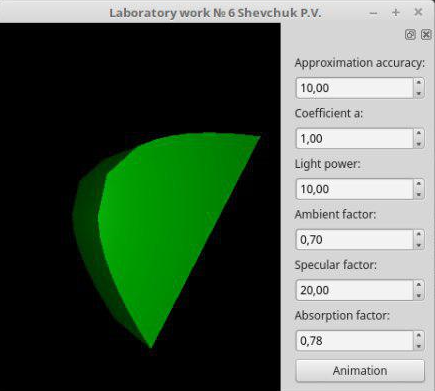 Laboratory work № 6 Shevchuk P.V.
Approximation accuracy:
10,00
Coefficient a:
1,00
Light power:
10,00
Ambient factor:
0,70
Specular factor:
20,00
Absorption factor:
0,78
Animation